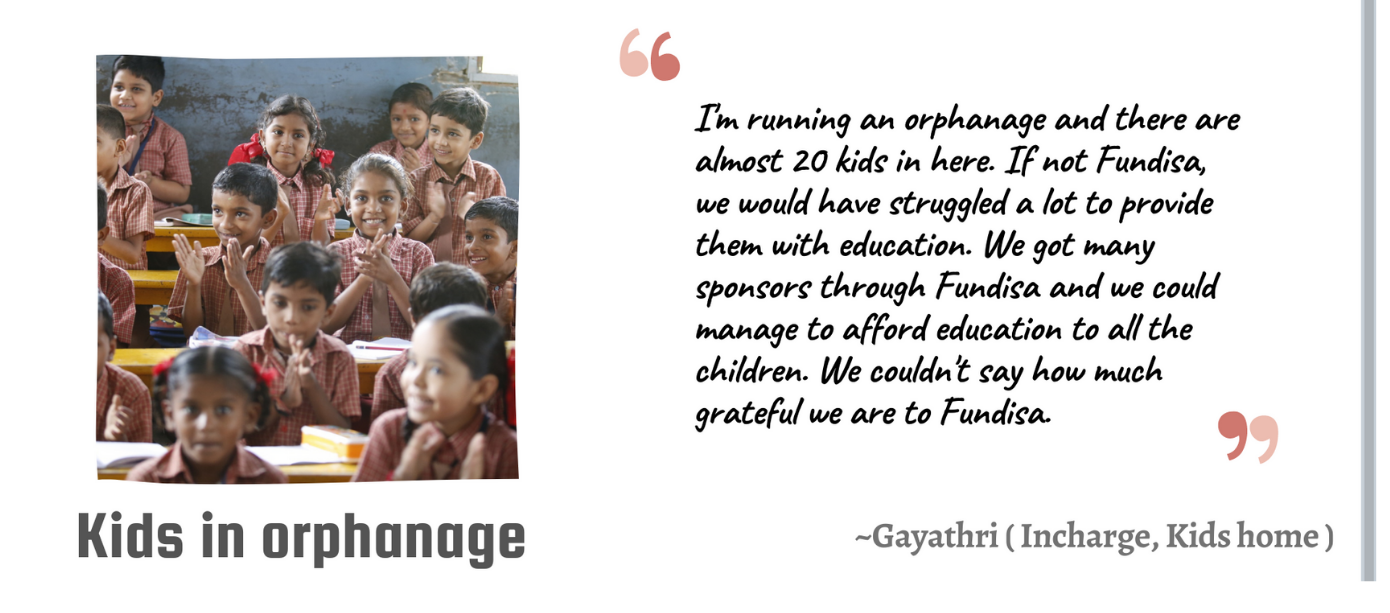 I'm running an orphanage and there are
almost 20 kids in here. If not Fundisa,
we would have struggled a lot to provide
them with education. We got many
sponsors through Fundisa and we could
manage to afford education to all the
children. We couldn't say how much
grateful we are to Fundisa.
Kids in orphanage
~Gayathri ( Incharge, Kids home )